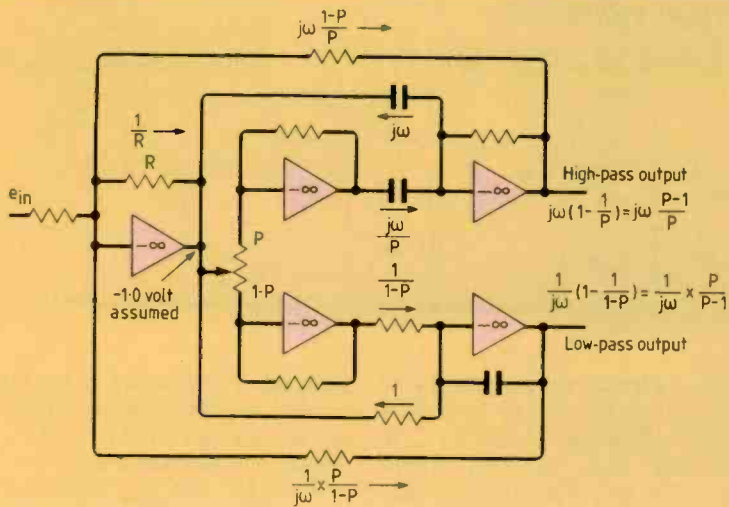 jω (1-P)/P →
1/R →
R
e in
-∞
-1·0 volt
assumed
← jω
-∞
jω/P →
P
1-P
1/(1-P) →
-∞
-∞
High-pass output
jω(1-1/P)=jω (P-1)/P
-∞
1/jω (1-1/(1-P))=1/jω × P/(P-1)
Low-pass output
← 1
1/jω × P/(1-P) →